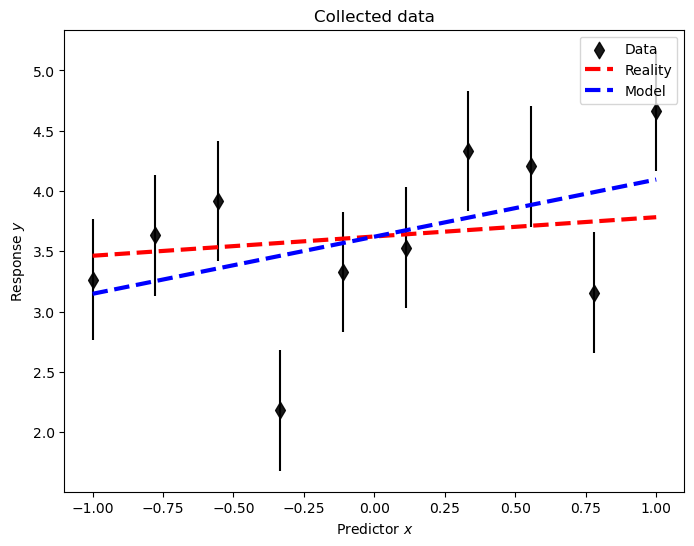 Collected data
Data
Reality
Model
5.0
4.5
4.0
3.5
3.0
2.5
2.0
Response y
−1.00 −0.75 −0.50 −0.25 0.00 0.25 0.50 0.75 1.00
Predictor x